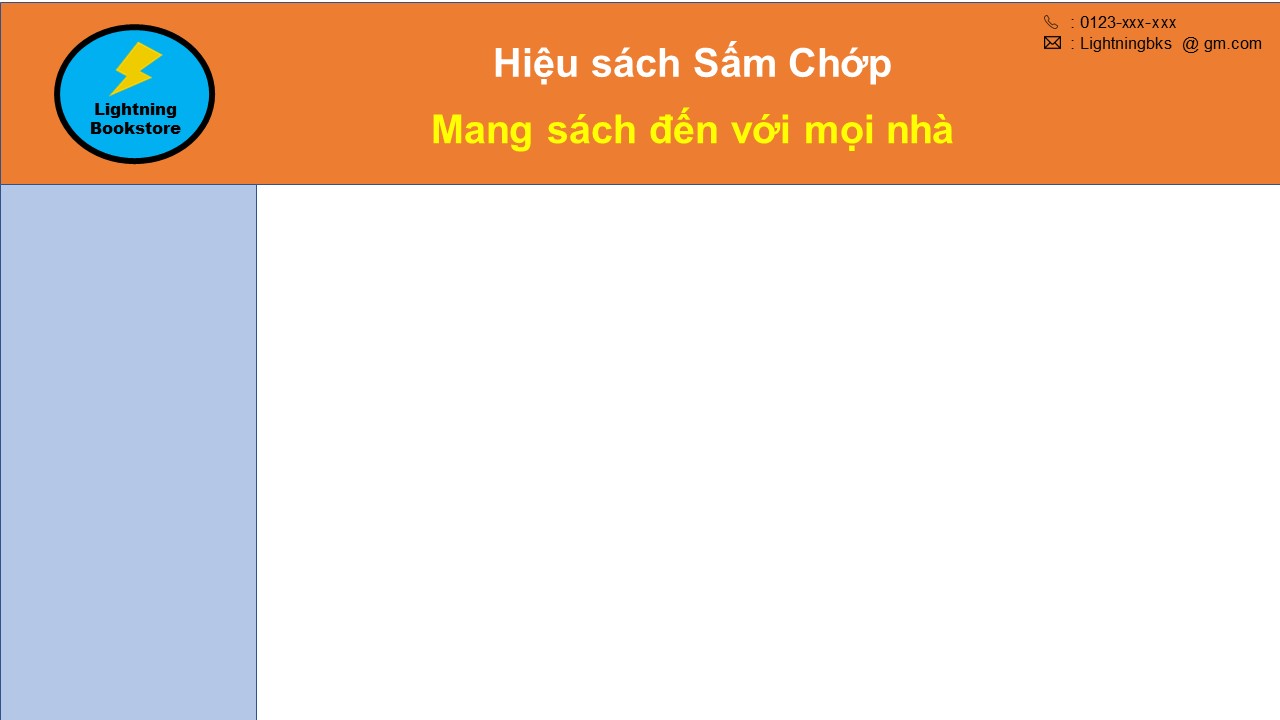 Lightning
Bookstore
Hiệu sách Sấm Chớp
Mang sách đến với mọi nhà
: 0123-xxx-xxx
: Lightningbks @ gm.com